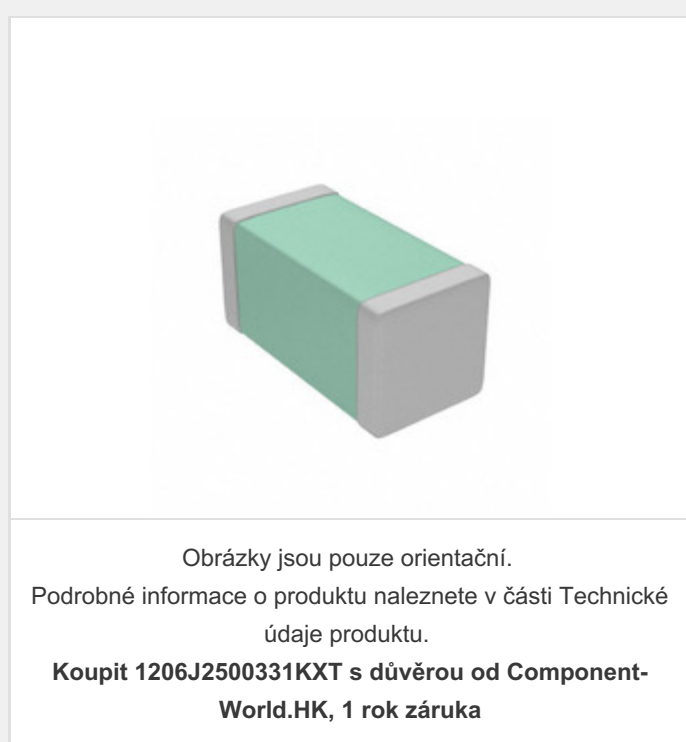 Obrázky jsou pouze orientační.
Podrobné informace o produktu naleznete v části Technické
údaje produktu.
Koupit 1206J2500331KXT s důvěrou od Component-
World.HK, 1 rok záruka